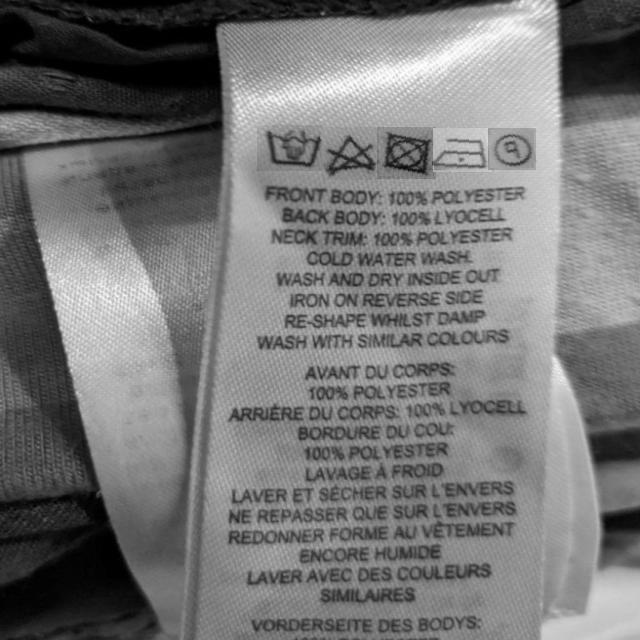 FRONT BODY: 100% POLYESTER
BACK BODY: 100% LYOCELL
NECK TRIM: 100% POLYESTER
COLD WATER WASH.
WASH AND DRY INSIDE OUT
IRON ON REVERSE SIDE
RE-SHAPE WHILST DAMP
WASH WITH SIMILAR COLOURS
AVANT DU CORPS:
100% POLYESTER
ARRIÉRE DU CORPS: 100% LYOCELL
BORDURE DU COU:
100% POLYESTER
LAVAGE À FROID
LAVER ET SÉCHER SUR L'ENVERS
NE REPASSER QUE SUR L'ENVERS
REDONNER FORME AU VÊTEMENT
ENCORE HUMIDE
LAVER AVEC DES COULEURS
SIMILAIRES
VORDERSEITE DES BODYS: